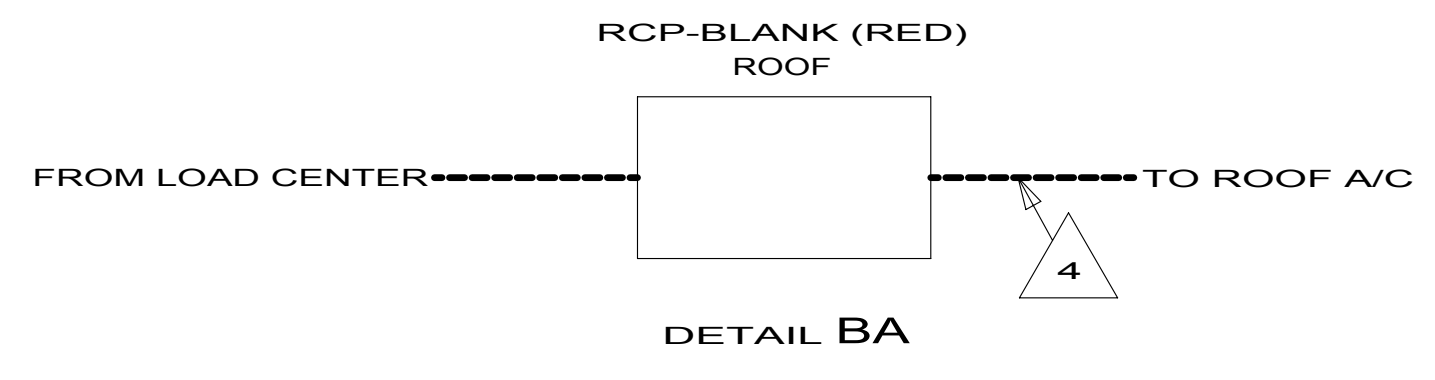 RCP-BLANK (RED)
ROOF
FROM LOAD CENTER
TO ROOF A/C
4
DETAIL BA